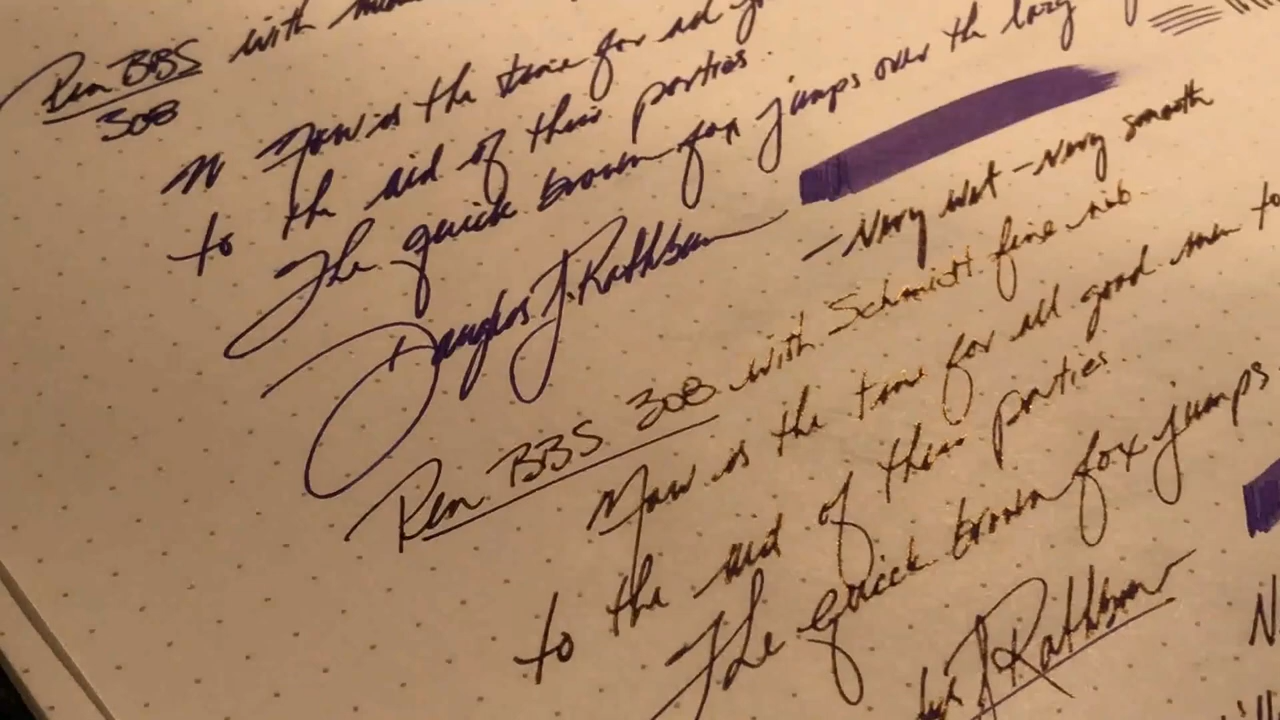 Pen BBS with
308
N Now is the time for all
to the aid of their parties.
The quick brown fox jumps over th lazy
Douglas J. Rathbun
- Very wet - Very smooth
Pen BBS 308 with Schmidt fine nib.
Now is the time for all good men to
to the aid of their parties.
The quick brown fox jumps
J Rathbun